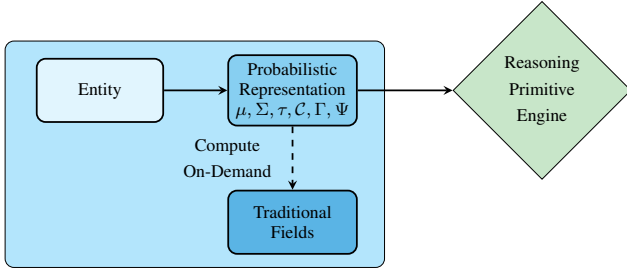 Entity
Probabilistic
Representation
μ, Σ, τ, 𝒞, Γ, Ψ
Reasoning
Primitive
Engine
Compute
On-Demand
Traditional
Fields